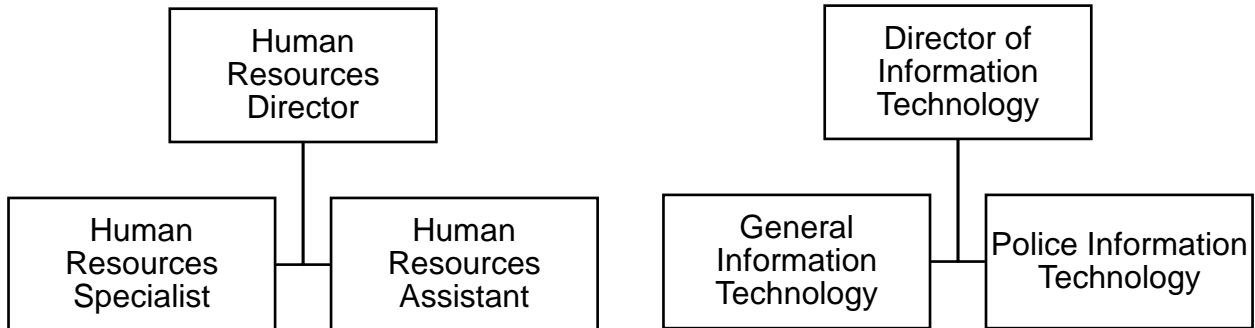 Human
Resources
Director
Director of
Information
Technology
Human
Resources
Specialist
Human
Resources
Assistant
General
Information
Technology
Police Information
Technology